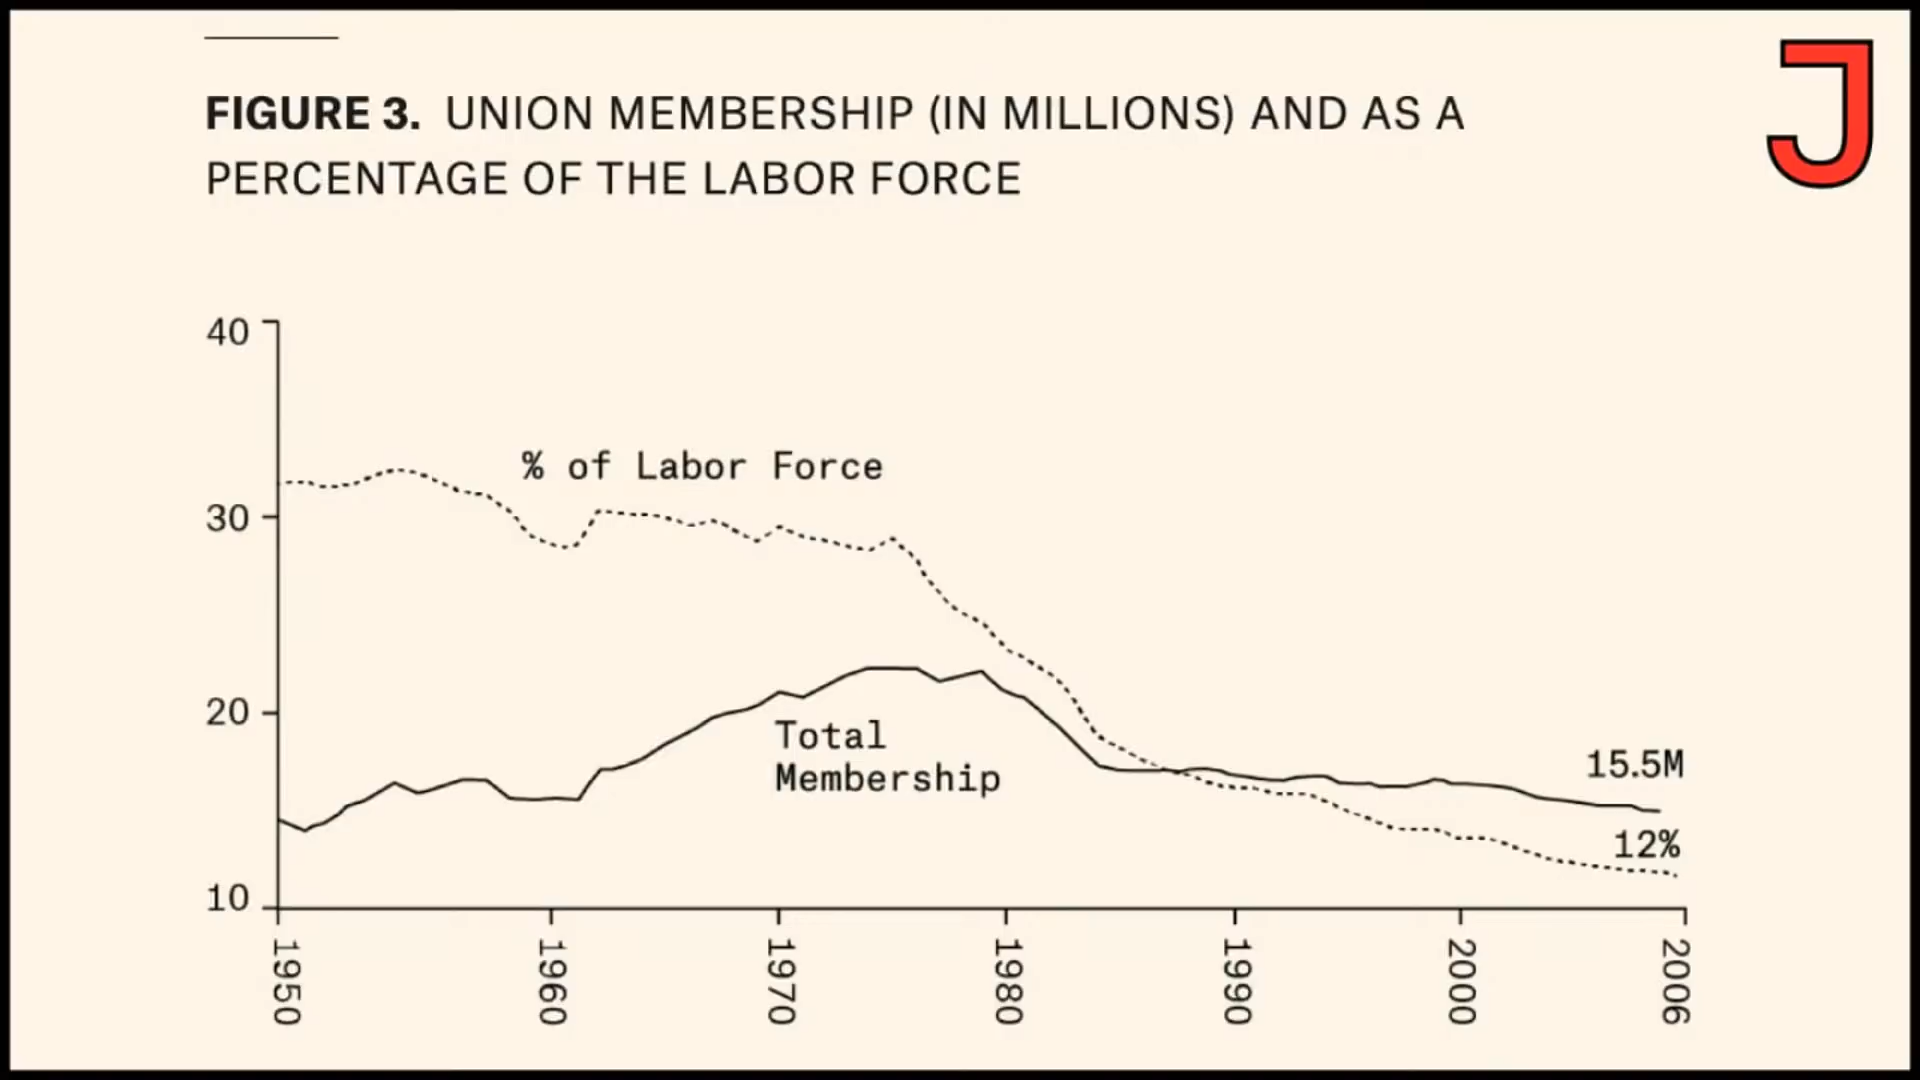 J
FIGURE 3. UNION MEMBERSHIP (IN MILLIONS) AND AS A
PERCENTAGE OF THE LABOR FORCE
40
30
20
10
% of Labor Force
Total
Membership
15.5M
12%
1950
1960
1970
1980
1990
2000
2006